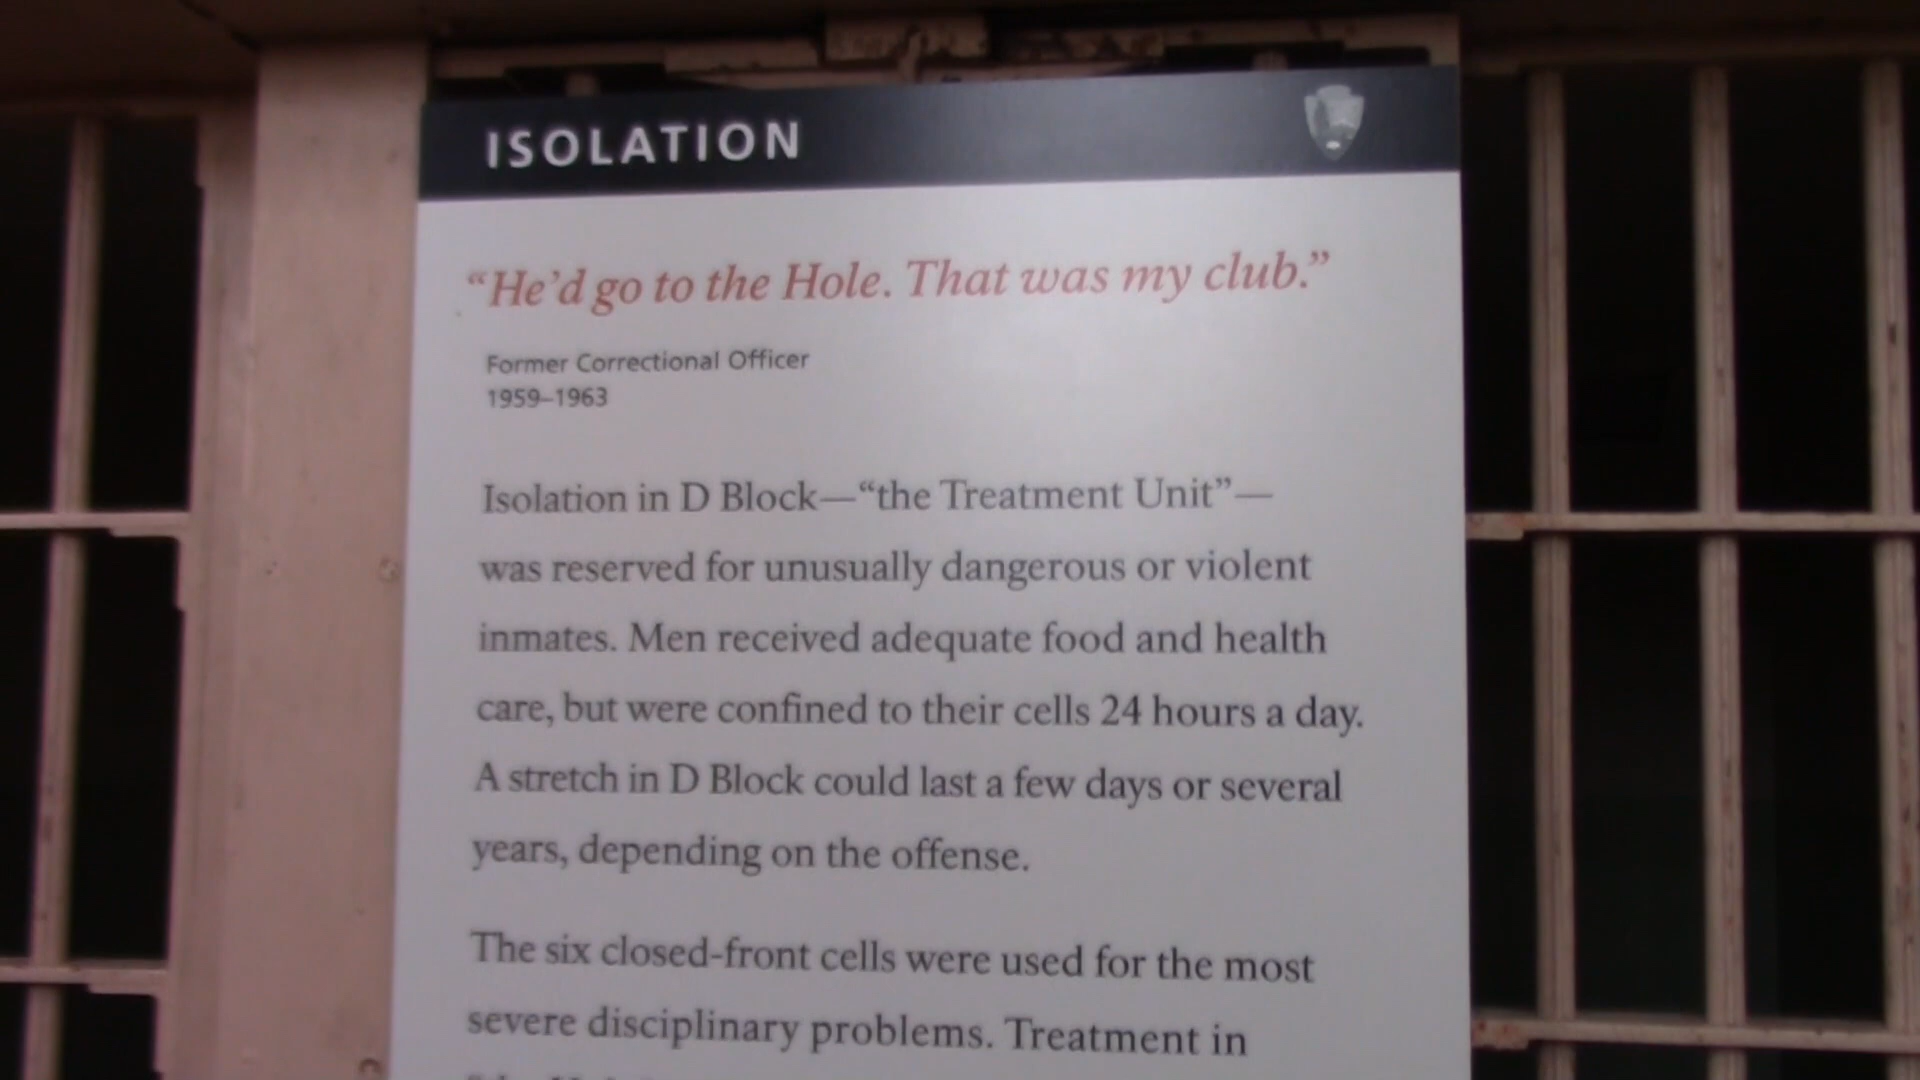 ISOLATION
“He’d go to the Hole. That was my club.”
Former Correctional Officer
1959–1963
Isolation in D Block—“the Treatment Unit”—
was reserved for unusually dangerous or violent
inmates. Men received adequate food and health
care, but were confined to their cells 24 hours a day.
A stretch in D Block could last a few days or several
years, depending on the offense.
The six closed-front cells were used for the most
severe disciplinary problems. Treatment in